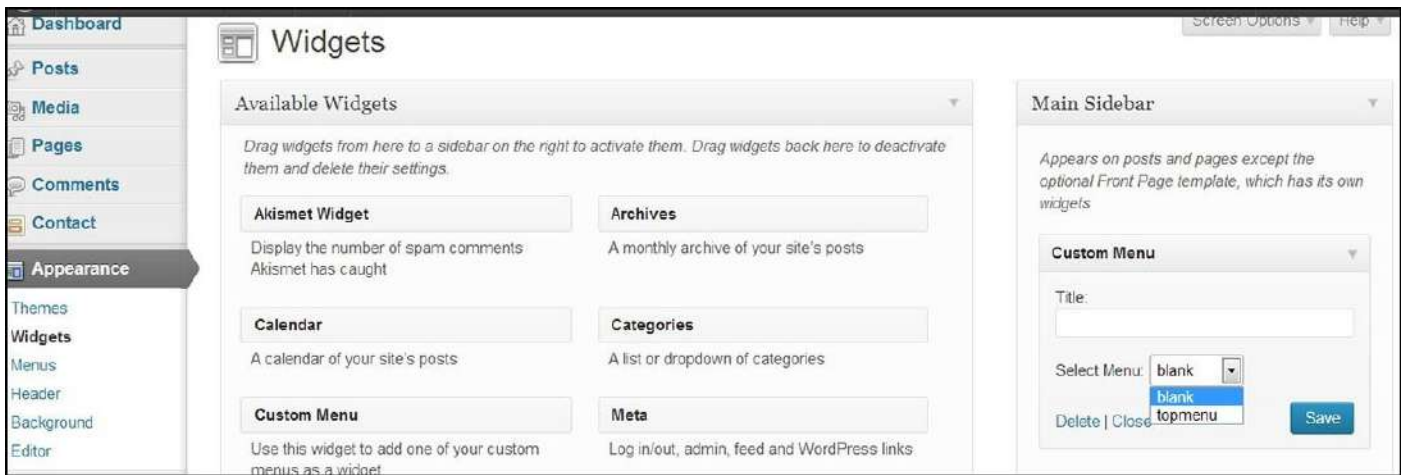 Dashboard
Posts
Media
Pages
Comments
Contact
Appearance
Themes
Widgets
Menus
Header
Background
Editor
Widgets
Screen Options
Help
Available Widgets
Drag widgets from here to a sidebar on the right to activate them. Drag widgets back here to deactivate
them and delete their settings.
Akismet Widget
Display the number of spam comments
Akismet has caught
Archives
A monthly archive of your site's posts
Calendar
A calendar of your site's posts
Categories
A list or dropdown of categories
Custom Menu
Use this widget to add one of your custom
menus as a widget
Meta
Log in/out, admin, feed and WordPress links
Main Sidebar
Appears on posts and pages except the
optional Front Page template, which has its own
widgets
Custom Menu
Title:
Select Menu: blank
blank
topmenu
Delete | Close
Save